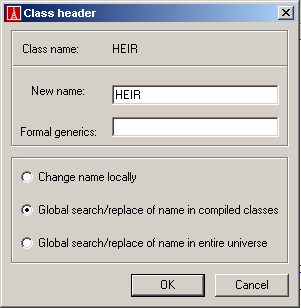 Class header
Class name: HEIR
New name: HEIR
Formal generics:
Change name locally
Global search/replace of name in compiled classes
Global search/replace of name in entire universe
OK Cancel